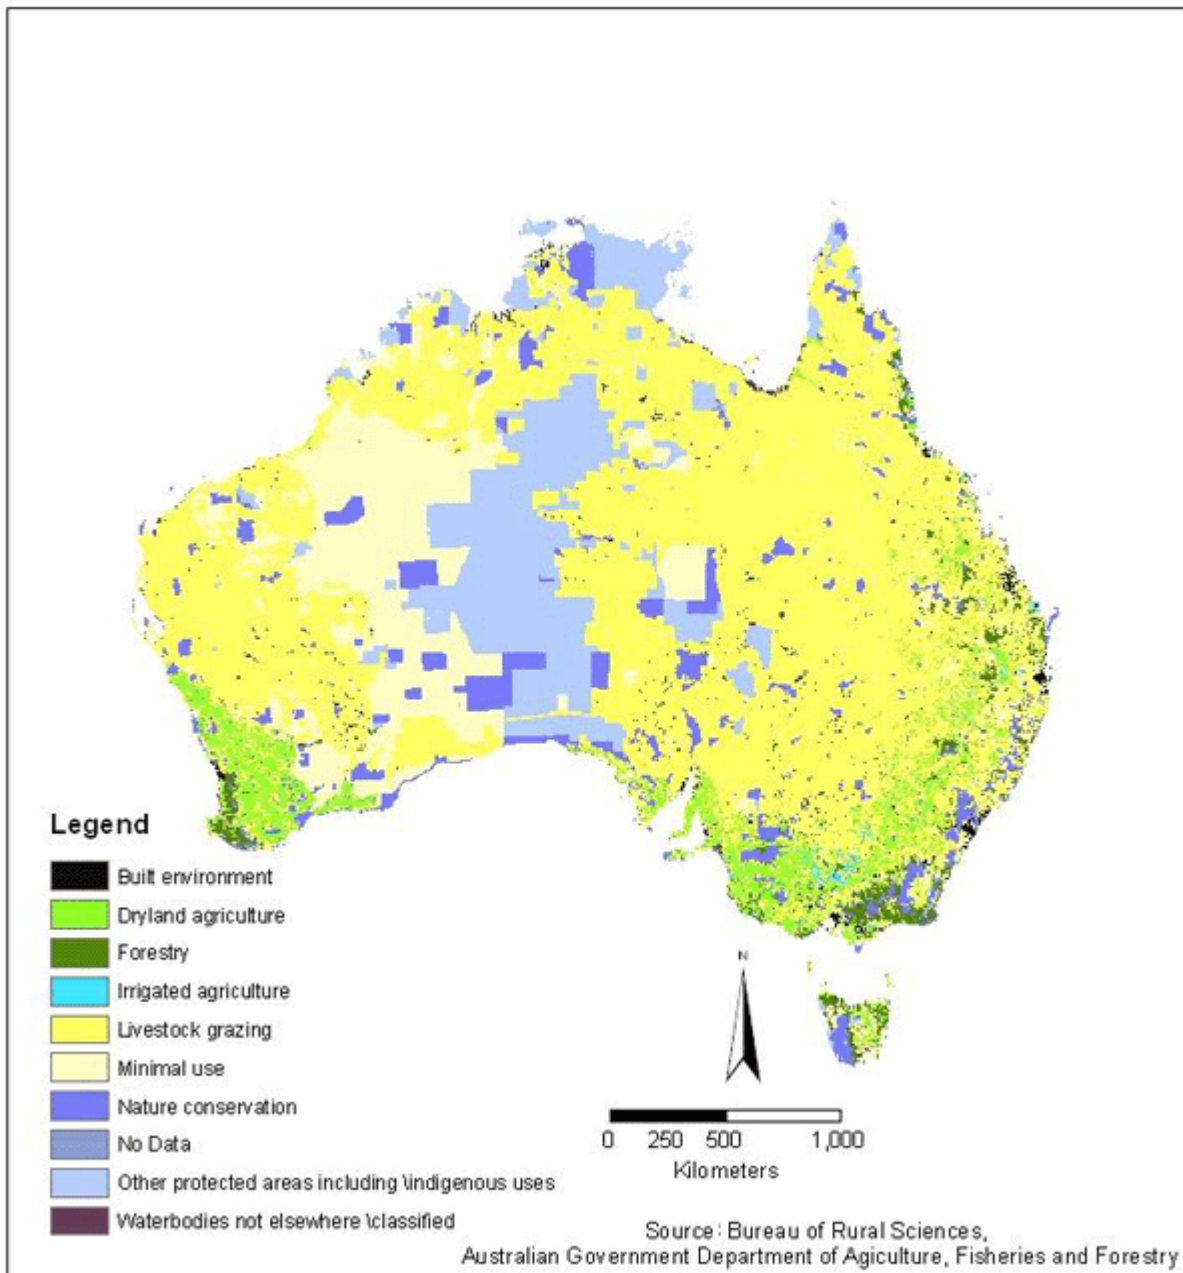 N
Legend
Built environment
Dryland agriculture
Forestry
Irrigated agriculture
Livestock grazing
Minimal use
Nature conservation
No Data
Other protected areas including \indigenous uses
Waterbodies not elsewhere \classified
0 250 500 1,000
Kilometers
Source: Bureau of Rural Sciences,
Australian Government Department of Agiculture, Fisheries and Forestry